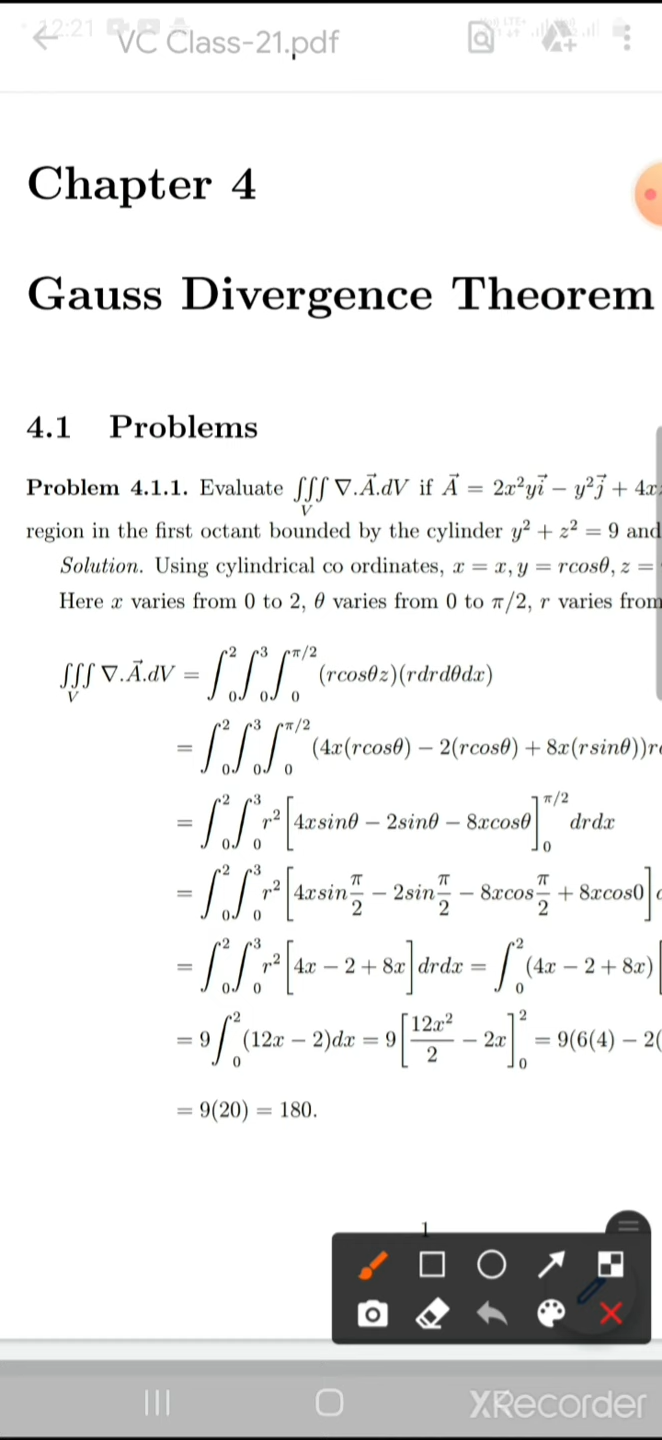 12:21
VC Class-21.pdf
Chapter 4
Gauss Divergence Theorem
4.1 Problems
Problem 4.1.1. Evaluate ∭_V ∇.A⃗.dV if A⃗ = 2x²yi⃗ − y²j⃗ + 4x
region in the first octant bounded by the cylinder y² + z² = 9 and
Solution. Using cylindrical co ordinates, x = x, y = rcosθ, z =
Here x varies from 0 to 2, θ varies from 0 to π/2, r varies from
∭_V ∇.A⃗.dV = ∫₀² ∫₀³ ∫₀^{π/2} (rcosθz)(rdrdθdx)
= ∫₀² ∫₀³ ∫₀^{π/2} (4x(rcosθ) − 2(rcosθ) + 8x(rsinθ))r
= ∫₀² ∫₀³ r² [4xsinθ − 2sinθ − 8xcosθ]₀^{π/2} drdx
= ∫₀² ∫₀³ r² [4xsin π/2 − 2sin π/2 − 8xcos π/2 + 8xcos0]
= ∫₀² ∫₀³ r² [4x − 2 + 8x] drdx = ∫₀² (4x − 2 + 8x) [
= 9 ∫₀² (12x − 2)dx = 9 [12x²/2 − 2x]₀² = 9(6(4) − 2(
= 9(20) = 180.
1
XRecorder